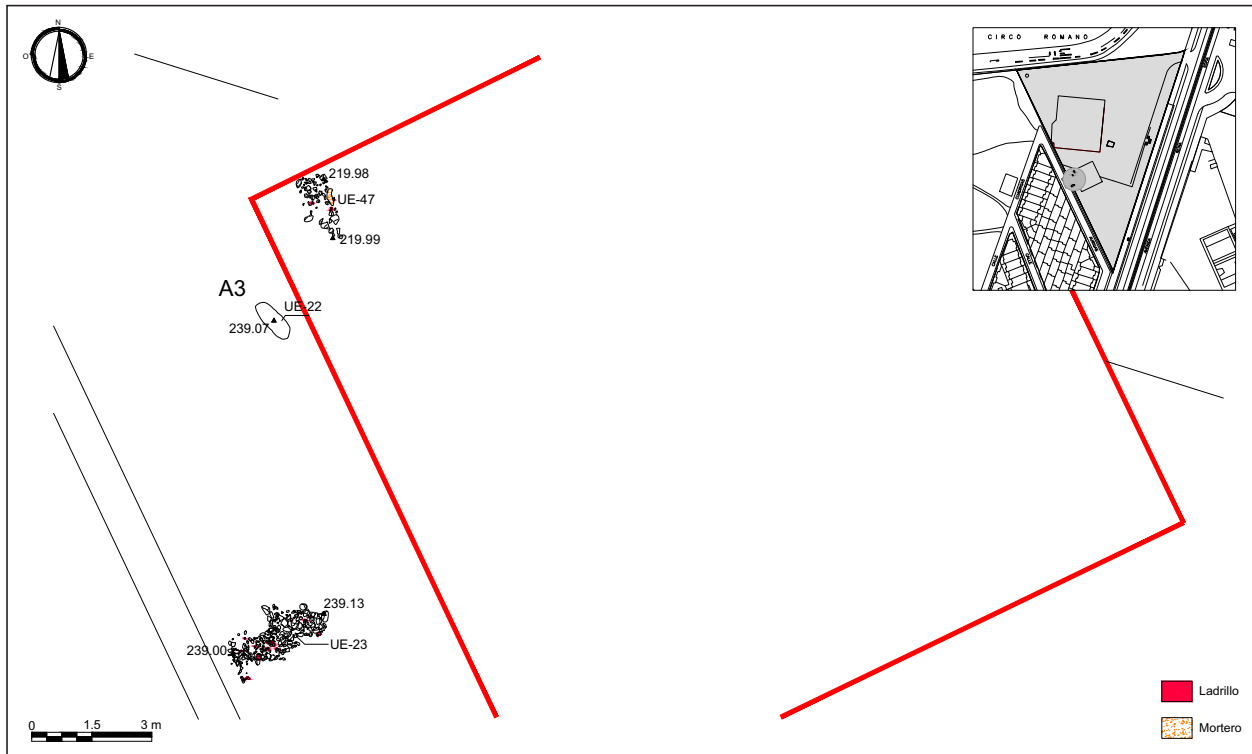 N
O
E
S
CIRCO ROMANO
219.98
UE-47
219.99
A3
UE-22
239.07
239.13
UE-23
239.00
Ladrillo
Mortero
0 1.5 3 m